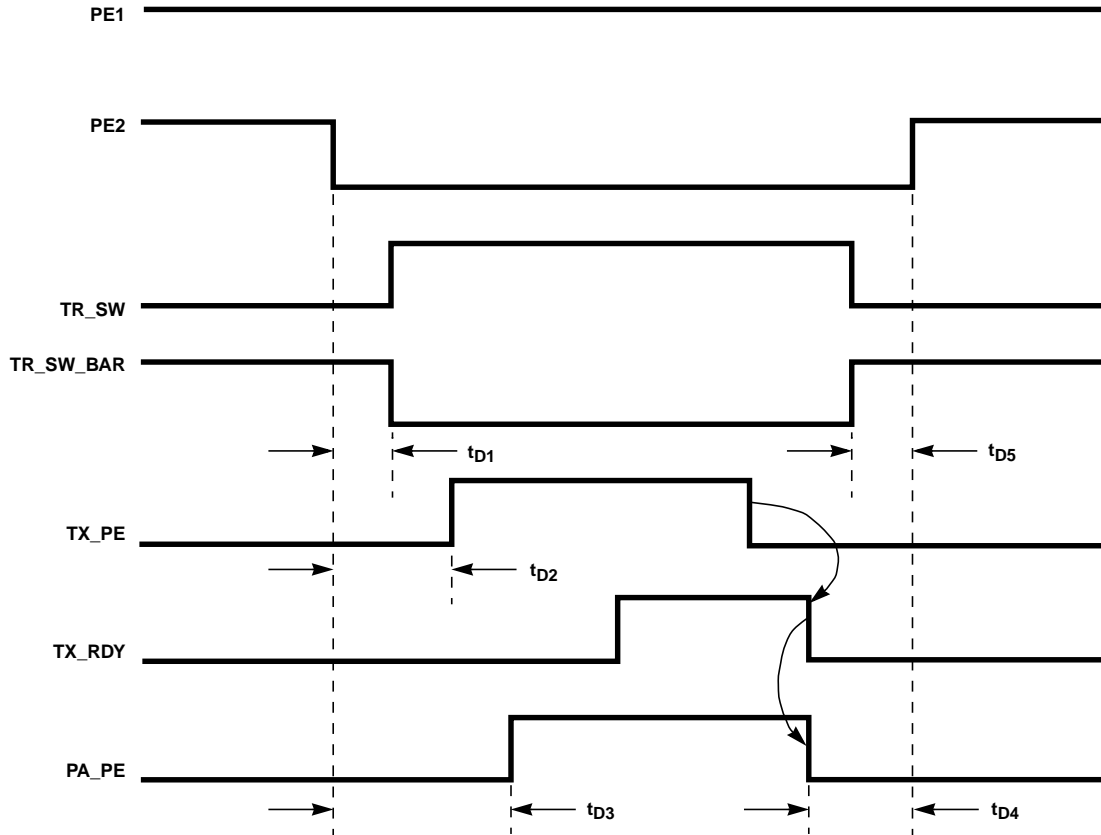 PE1
PE2
TR_SW
TR_SW_BAR
tD1
tD5
TX_PE
tD2
TX_RDY
PA_PE
tD3
tD4